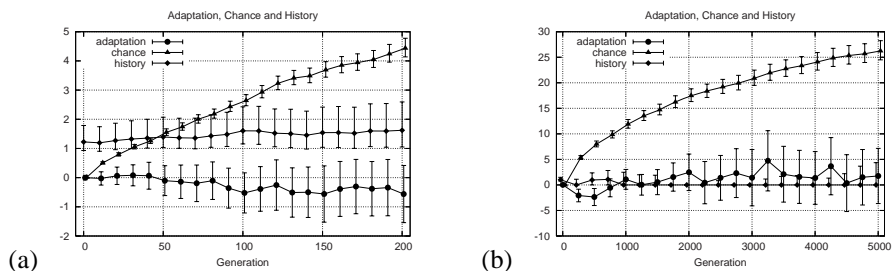 Adaptation, Chance and History
5
4
3
2
1
0
-1
-2
adaptation
chance
history
0 50 100 150 200
Generation
(a)
Adaptation, Chance and History
30
25
20
15
10
5
0
-5
-10
adaptation
chance
history
0 1000 2000 3000 4000 5000
Generation
(b)